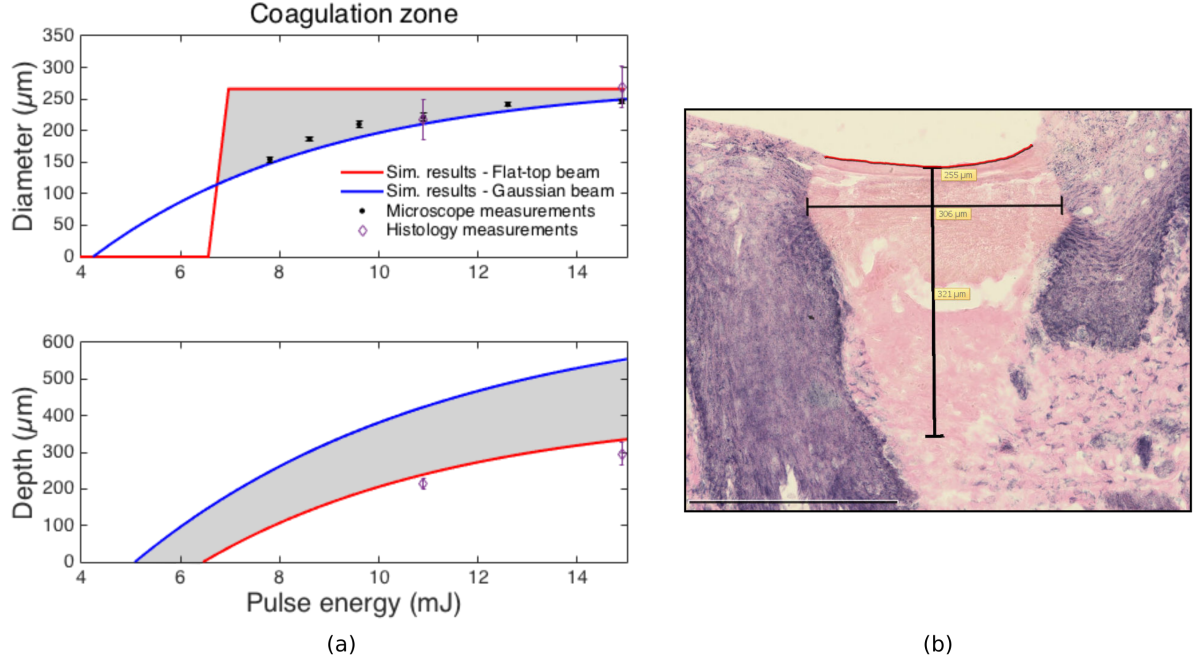 Coagulation zone
350
300
250
200
150
100
50
0
Diameter (μm)
Sim. results - Flat-top beam
Sim. results - Gaussian beam
Microscope measurements
Histology measurements
4 6 8 10 12 14
600
500
400
300
200
100
0
Depth (μm)
4 6 8 10 12 14
Pulse energy (mJ)
(a)
255 μm
306 μm
321 μm
(b)